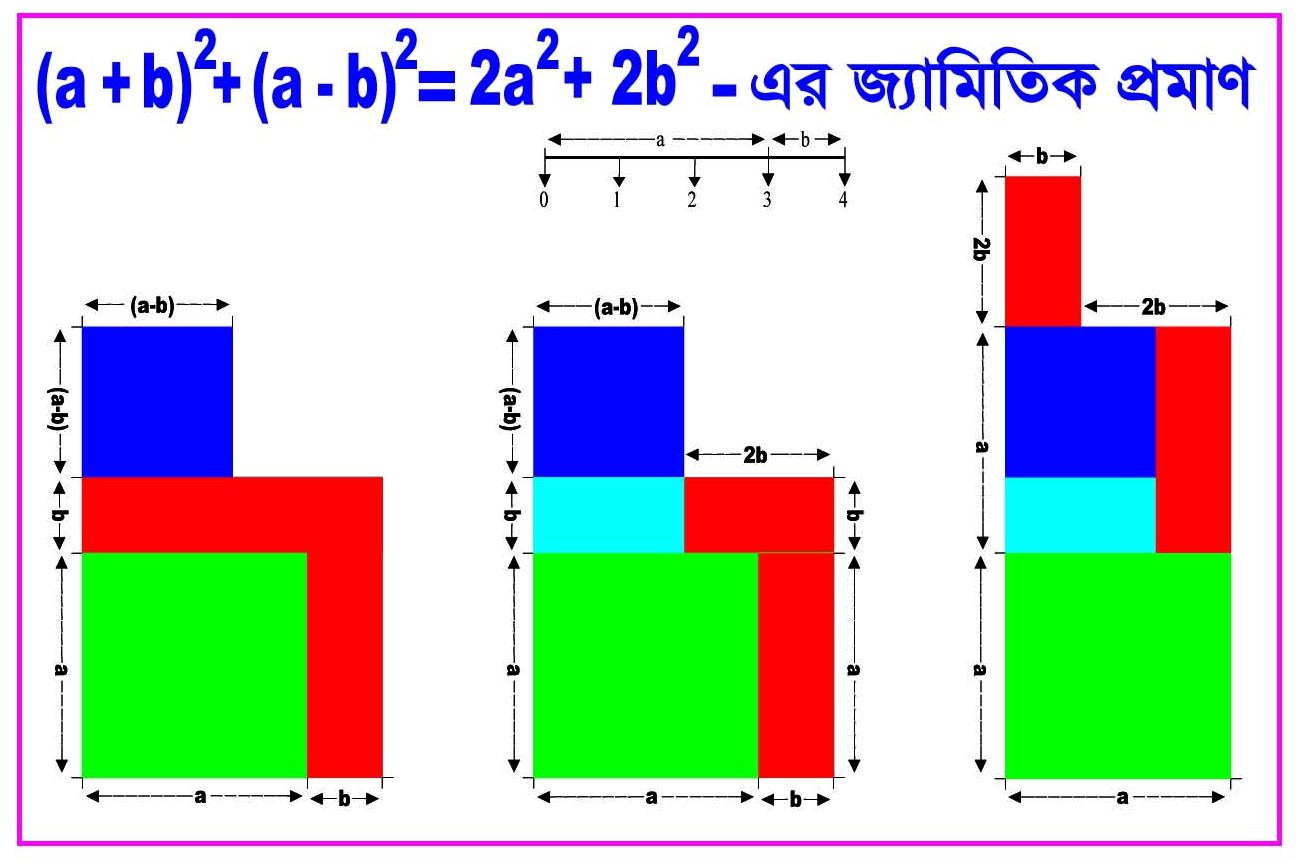 (a + b)²+ (a - b)²= 2a²+ 2b² – এর জ্যামিতিক প্রমাণ
a b
0 1 2 3 4
b
2b
2b
(a-b)
(a-b)
b
a
a b
(a-b)
(a-b)
2b
b
b
a
a
a b
a
a
a